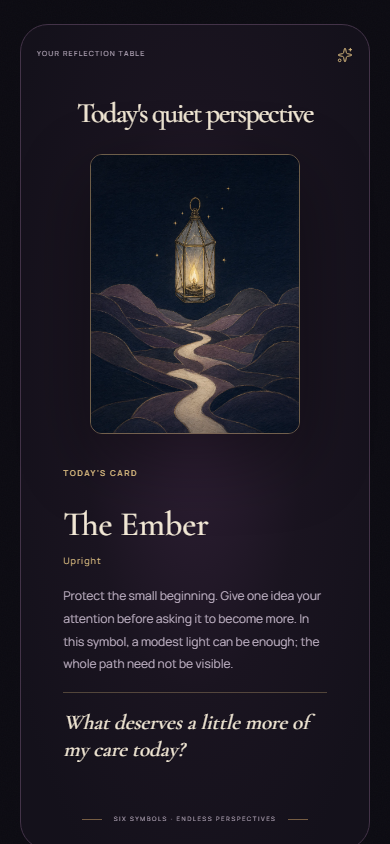 YOUR REFLECTION TABLE
Today's quiet perspective
TODAY'S CARD
The Ember
Upright
Protect the small beginning. Give one idea your
attention before asking it to become more. In
this symbol, a modest light can be enough; the
whole path need not be visible.
What deserves a little more of
my care today?
SIX SYMBOLS · ENDLESS PERSPECTIVES